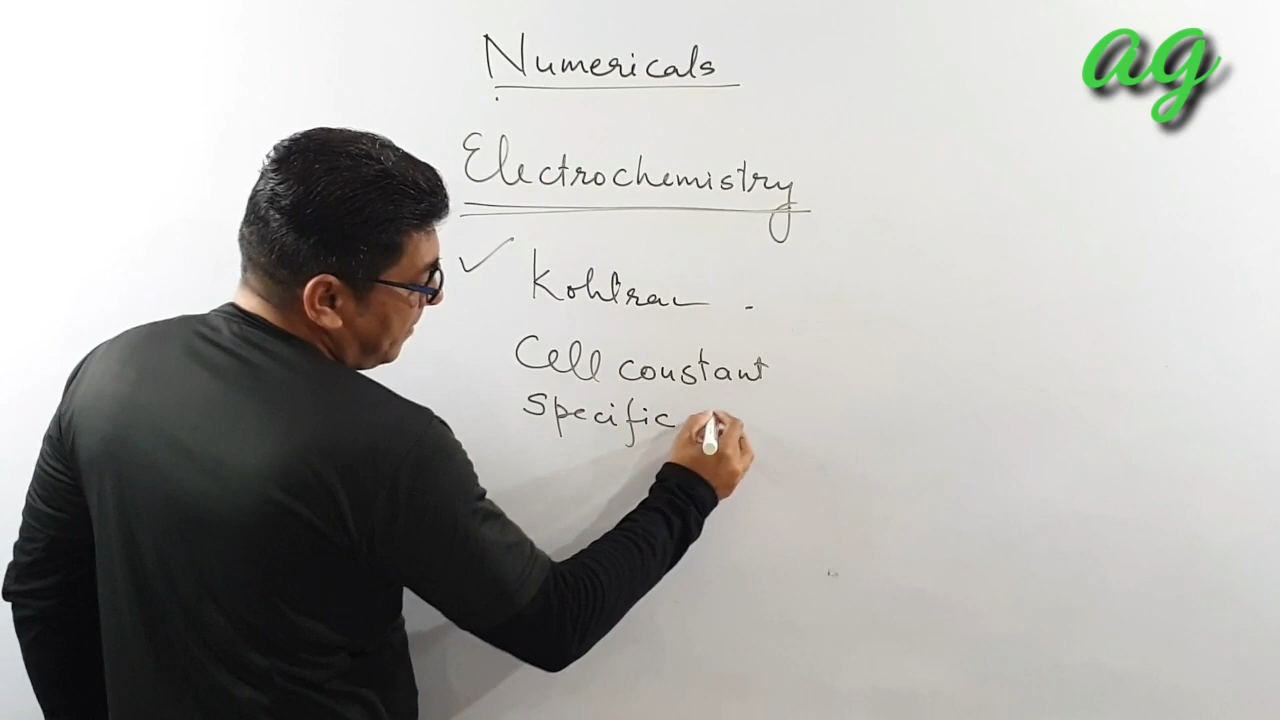 ag
Numericals
Electrochemistry
✓ Kohlrau .
Cell constant
Specific